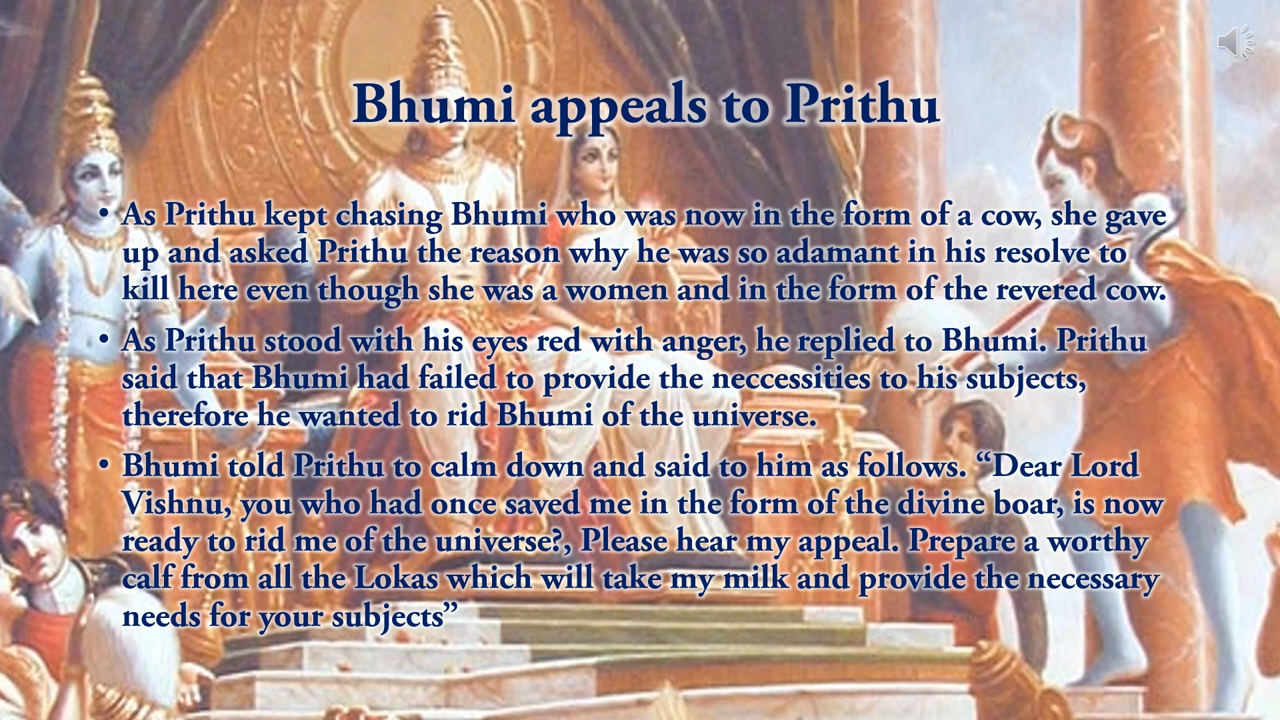 Bhumi appeals to Prithu
• As Prithu kept chasing Bhumi who was now in the form of a cow, she gave
up and asked Prithu the reason why he was so adamant in his resolve to
kill here even though she was a women and in the form of the revered cow.
• As Prithu stood with his eyes red with anger, he replied to Bhumi. Prithu
said that Bhumi had failed to provide the neccessities to his subjects,
therefore he wanted to rid Bhumi of the universe.
• Bhumi told Prithu to calm down and said to him as follows. “Dear Lord
Vishnu, you who had once saved me in the form of the divine boar, is now
ready to rid me of the universe?, Please hear my appeal. Prepare a worthy
calf from all the Lokas which will take my milk and provide the necessary
needs for your subjects”